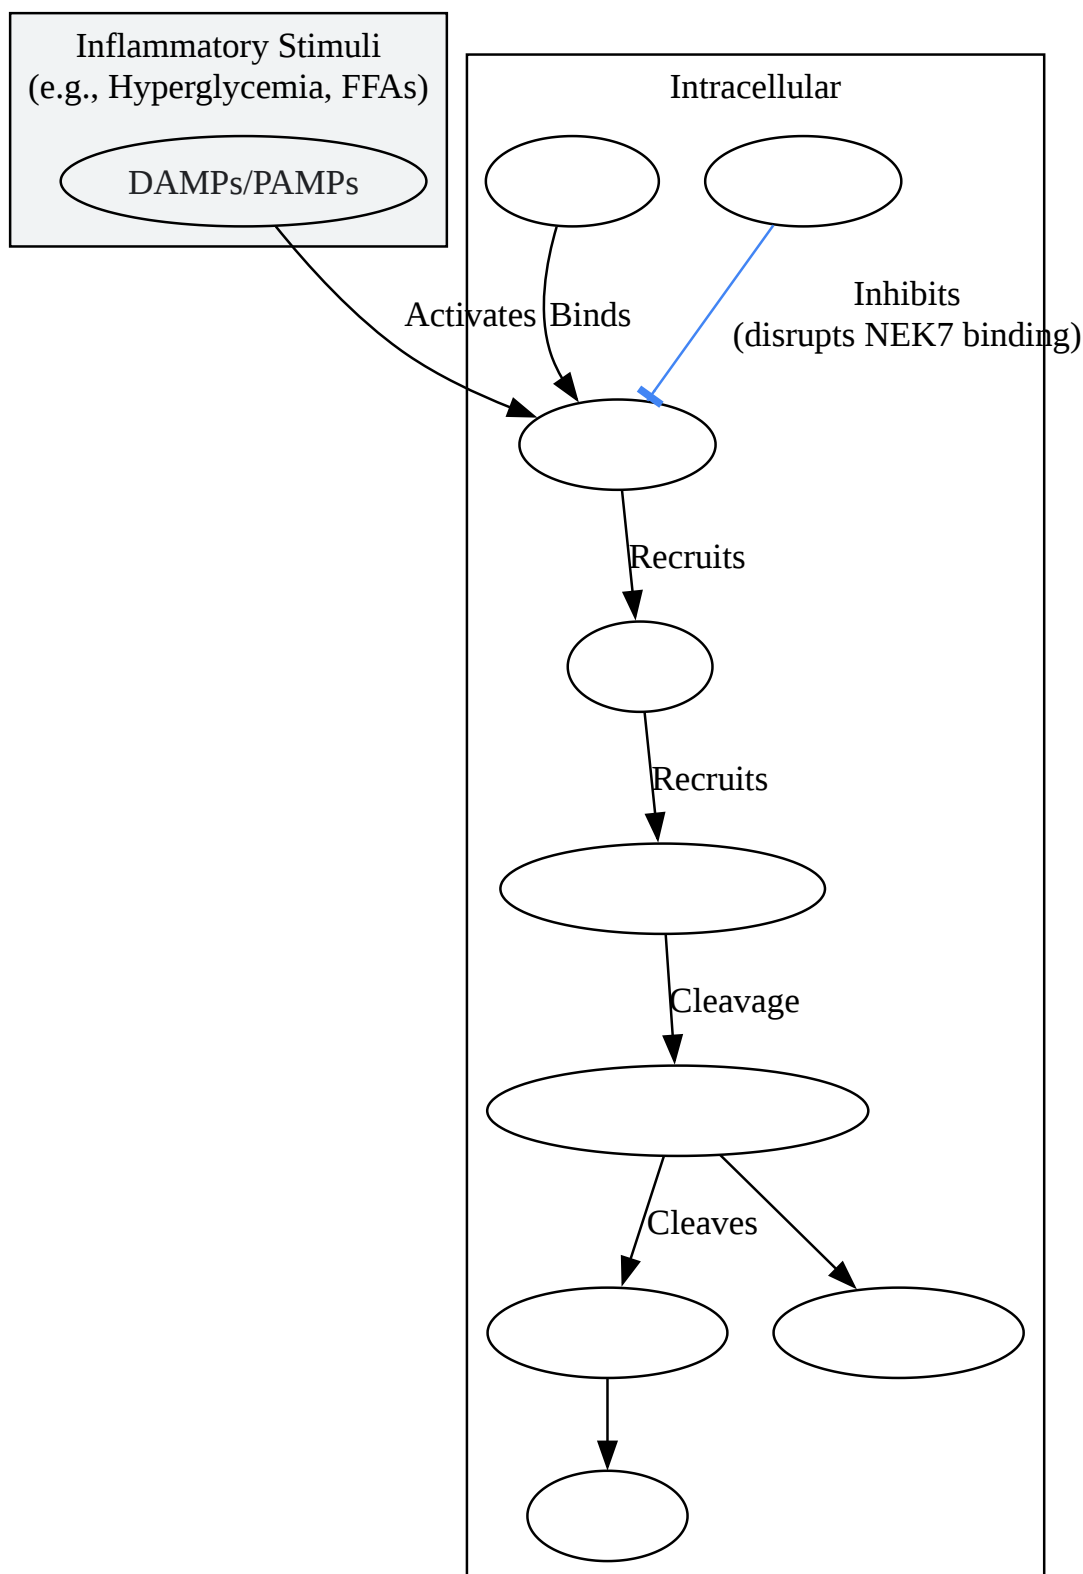 Inflammatory Stimuli
(e.g., Hyperglycemia, FFAs)
DAMPs/PAMPs
Intracellular
Activates
Binds
Inhibits
(disrupts NEK7 binding)
Recruits
Recruits
Cleavage
Cleaves